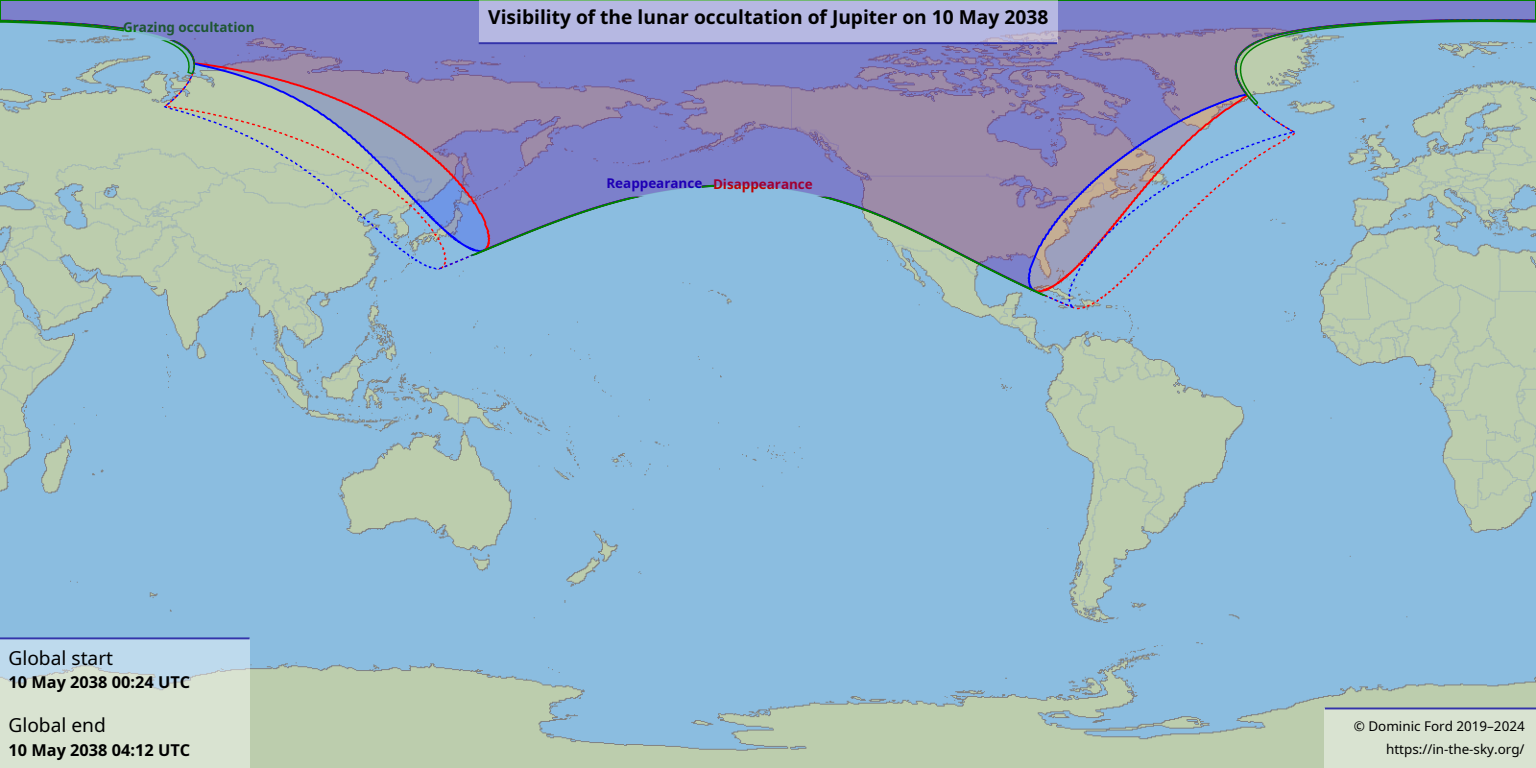 Visibility of the lunar occultation of Jupiter on 10 May 2038
Grazing occultation
Reappearance
Disappearance
Global start
10 May 2038 00:24 UTC
Global end
10 May 2038 04:12 UTC
© Dominic Ford 2019–2024
https://in-the-sky.org/